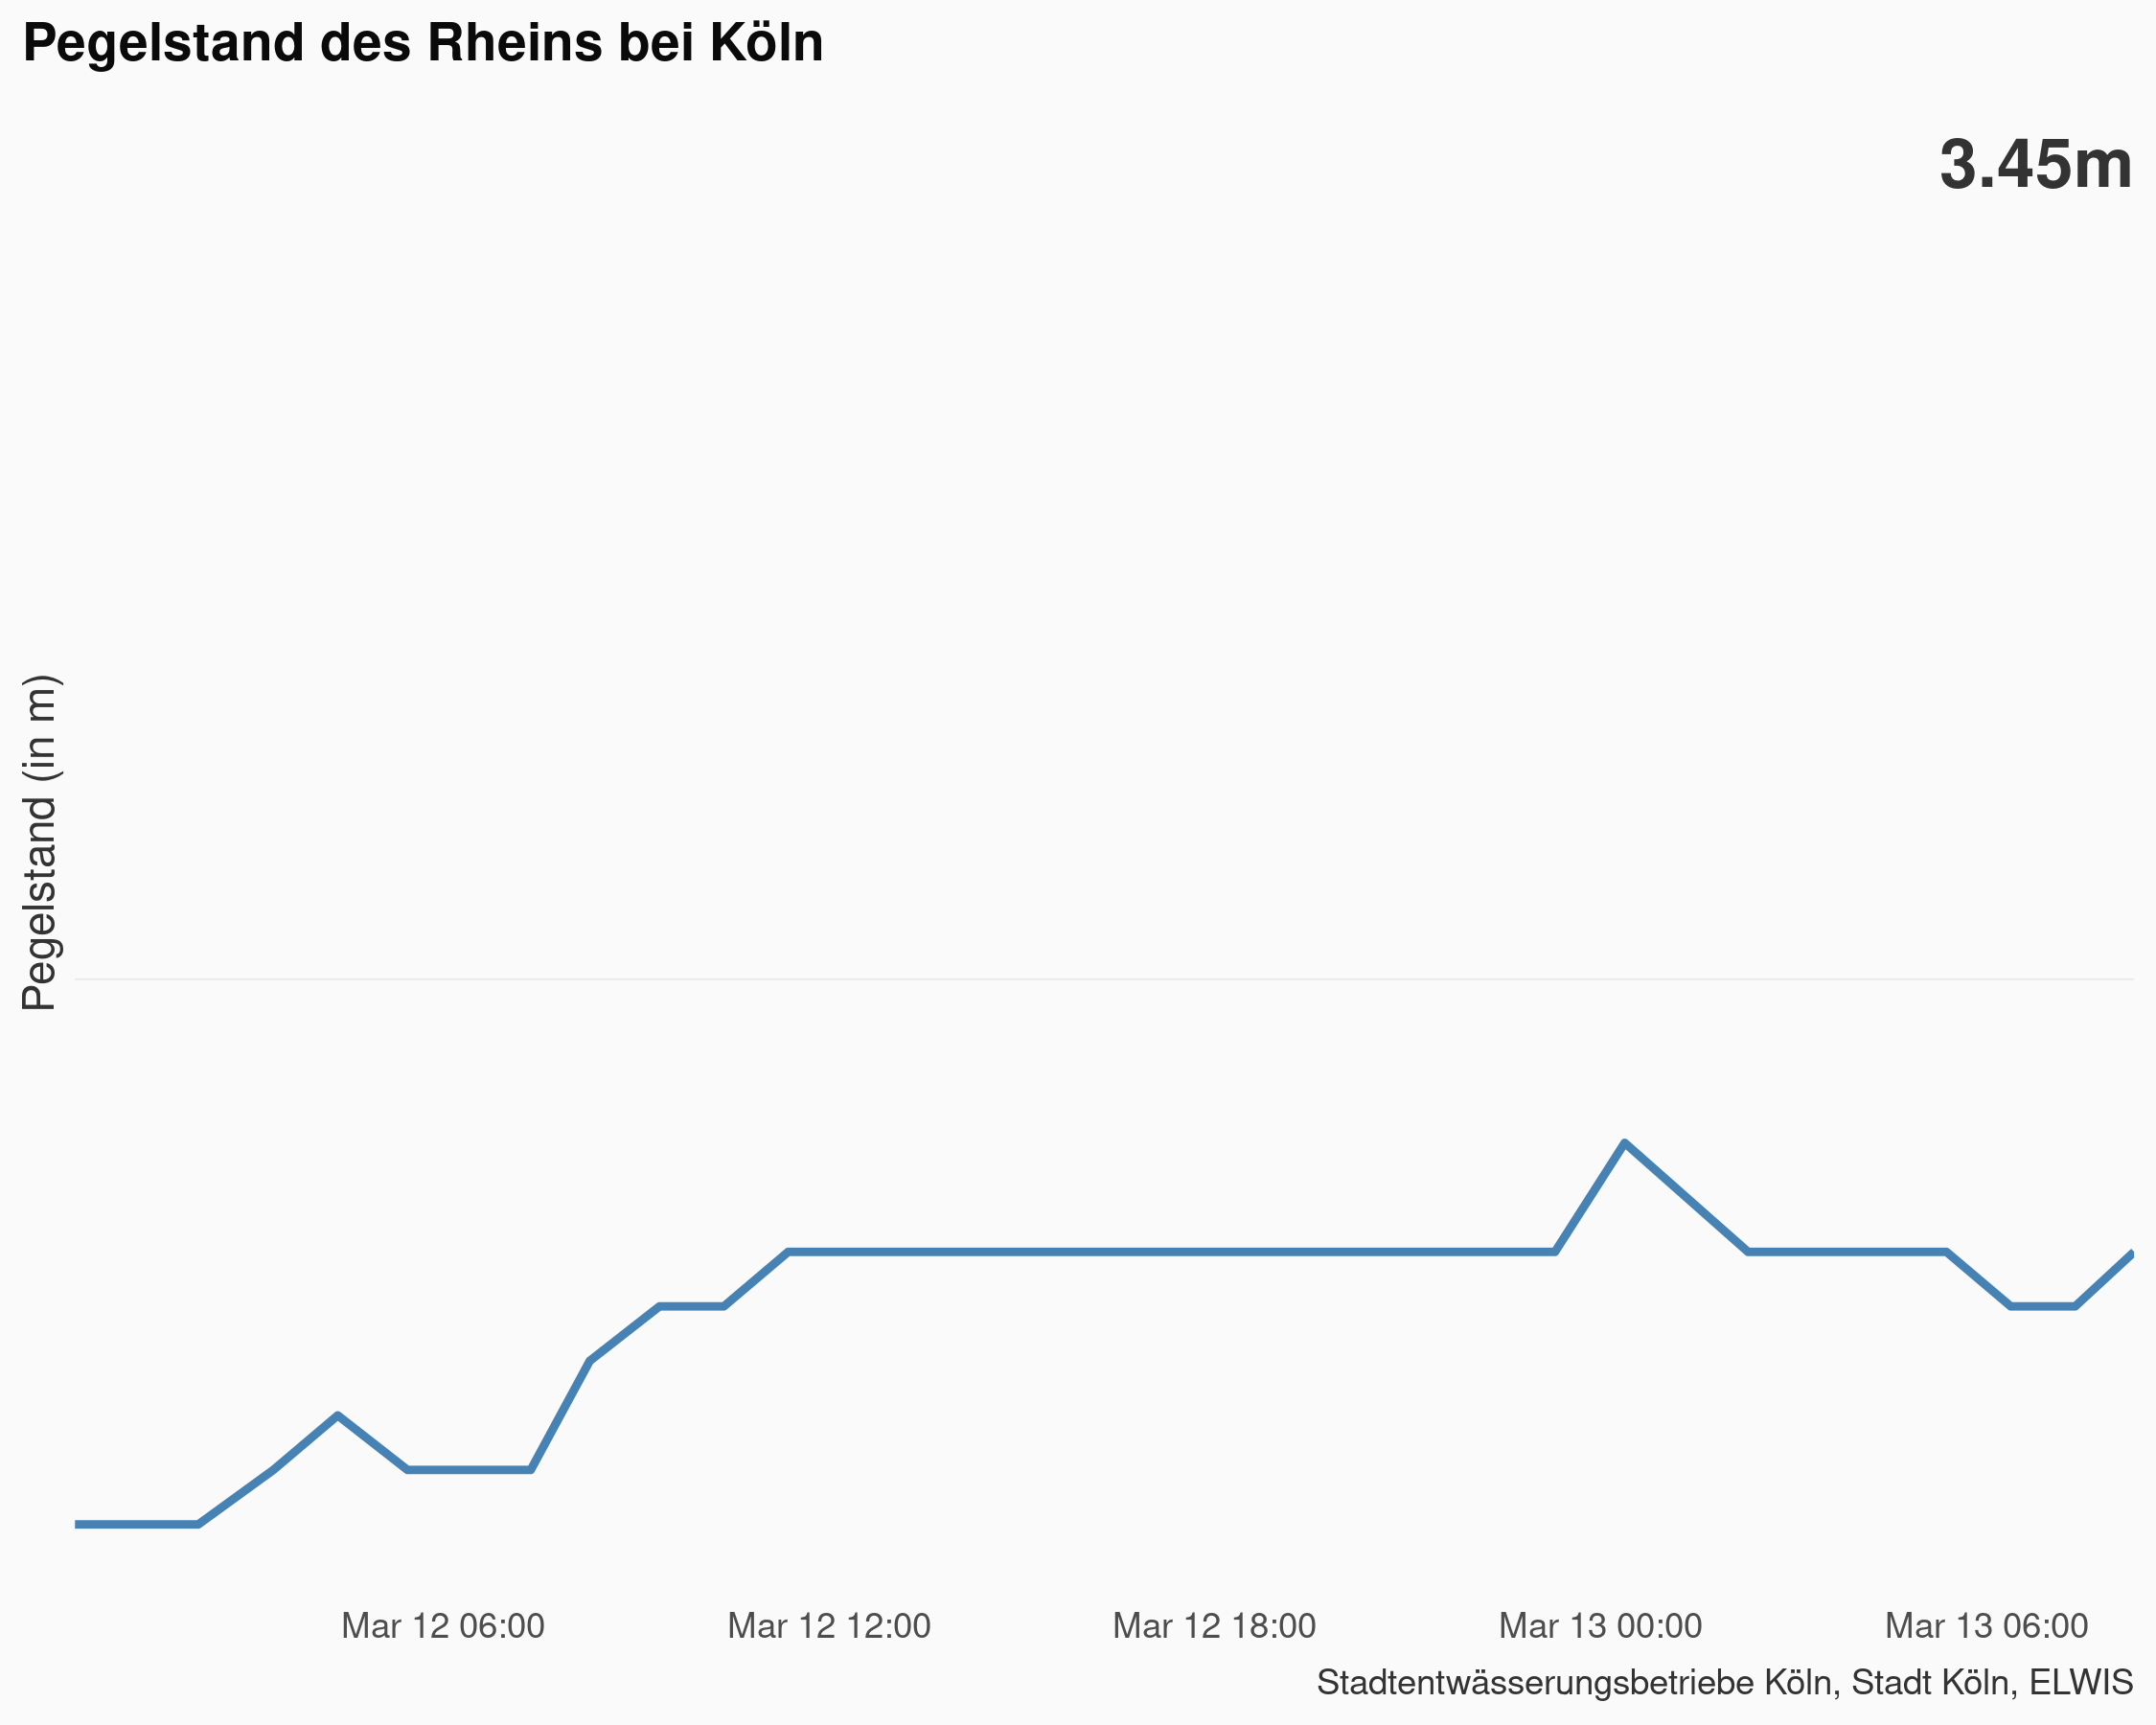 Pegelstand des Rheins bei Köln
3.45m
Pegelstand (in m)
Mar 12 06:00
Mar 12 12:00
Mar 12 18:00
Mar 13 00:00
Mar 13 06:00
Stadtentwässerungsbetriebe Köln, Stadt Köln, ELWIS